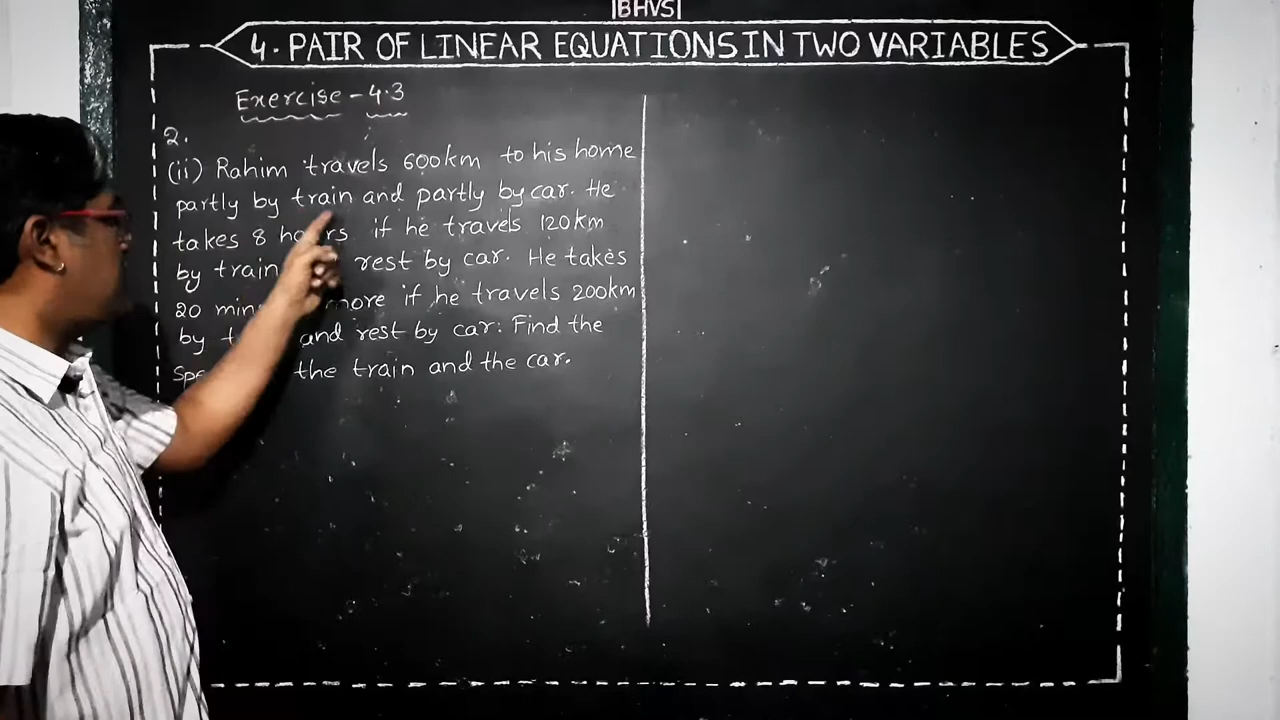 |BHVS|
4. PAIR OF LINEAR EQUATIONS IN TWO VARIABLES
Exercise - 4.3
2.
(ii) Rahim travels 600km to his home
partly by train and partly by car. He
takes 8 hours if he travels 120km
by train rest by car. He takes
20 more if he travels 200km
by and rest by car. Find the
the train and the car.